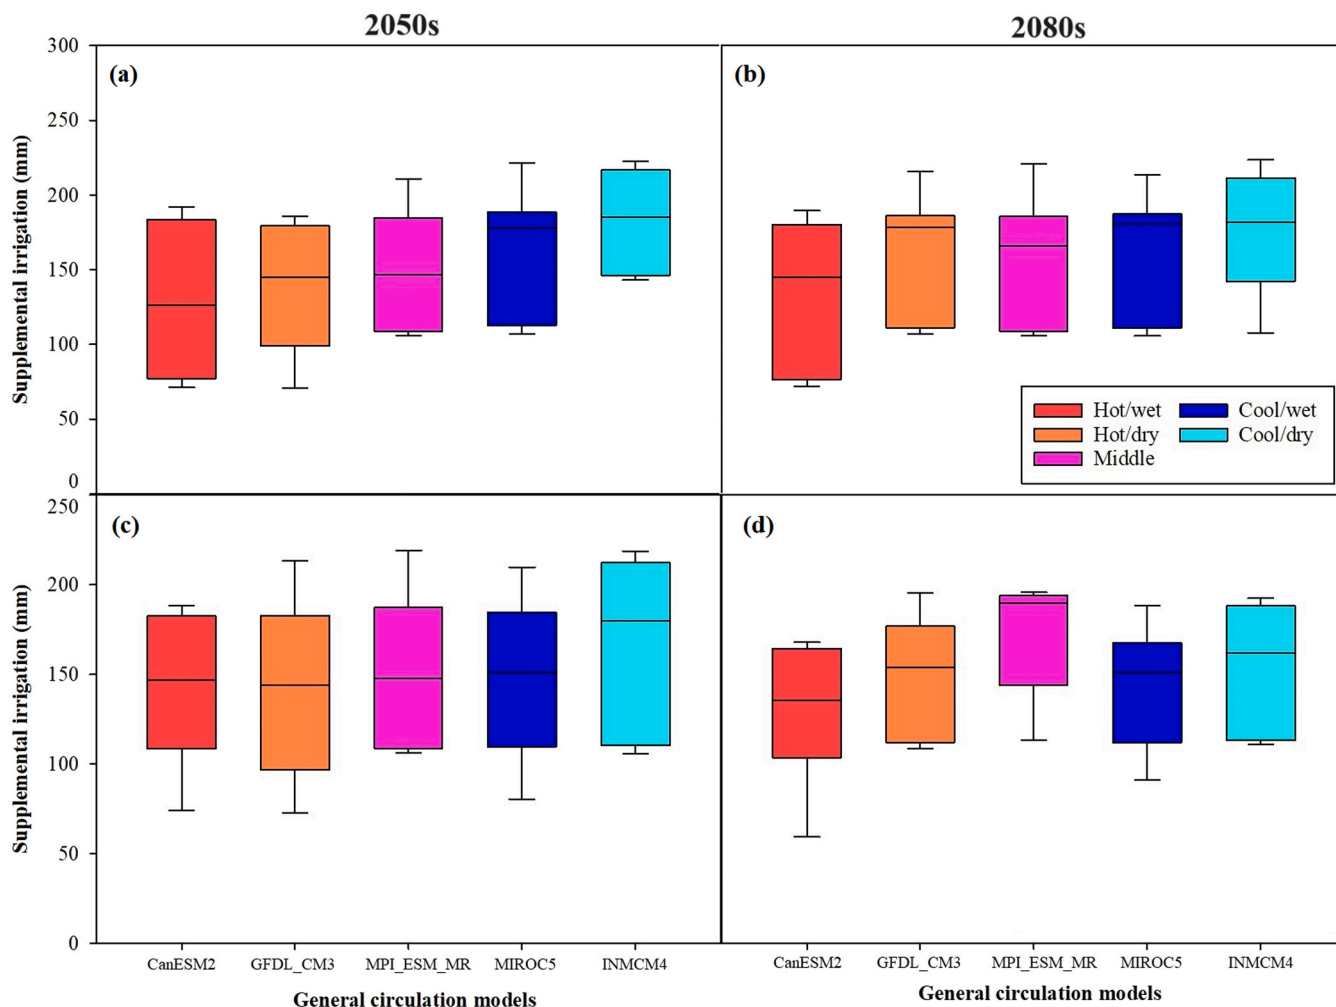 2050s
2080s
Supplemental irrigation (mm)
300
250
200
150
100
50
0
(a)
(b)
Hot/wet
Cool/wet
Hot/dry
Cool/dry
Middle
Supplemental irrigation (mm)
250
200
150
100
50
0
(c)
(d)
CanESM2
GFDL_CM3
MPI_ESM_MR
MIROC5
INMCM4
CanESM2
GFDL_CM3
MPI_ESM_MR
MIROC5
INMCM4
General circulation models
General circulation models